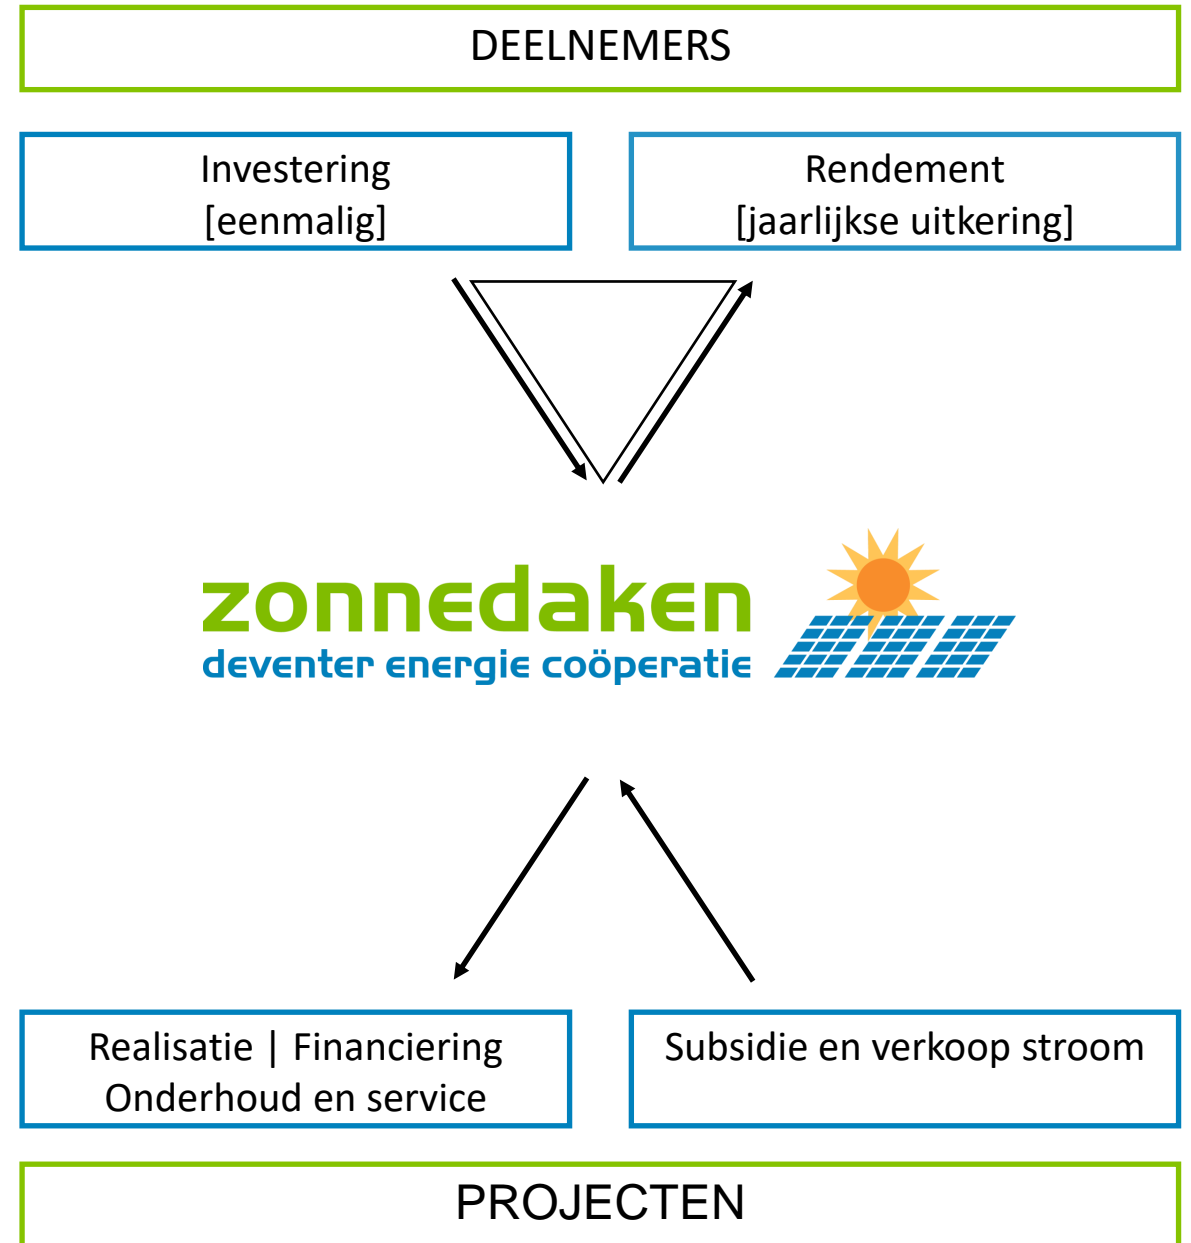 DEELNEMERS
Investering
[eenmalig]
Rendement
[jaarlijkse uitkering]
zonnedaken
deventer energie coöperatie
Realisatie | Financiering
Onderhoud en service
Subsidie en verkoop stroom
PROJECTEN